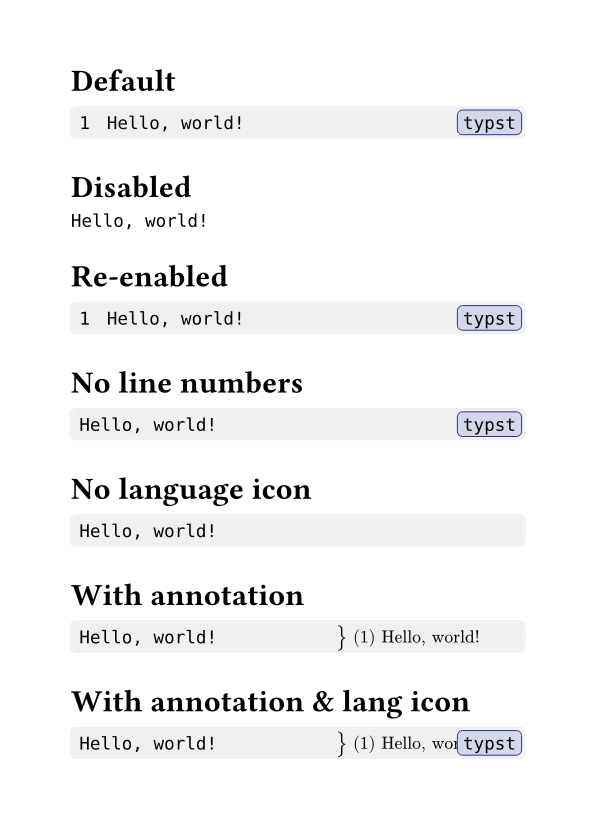 Default
1 Hello, world! typst
Disabled
Hello, world!
Re-enabled
1 Hello, world! typst
No line numbers
Hello, world! typst
No language icon
Hello, world!
With annotation
Hello, world! } (1) Hello, world!
With annotation & lang icon
Hello, world! } (1) Hello, wor typst